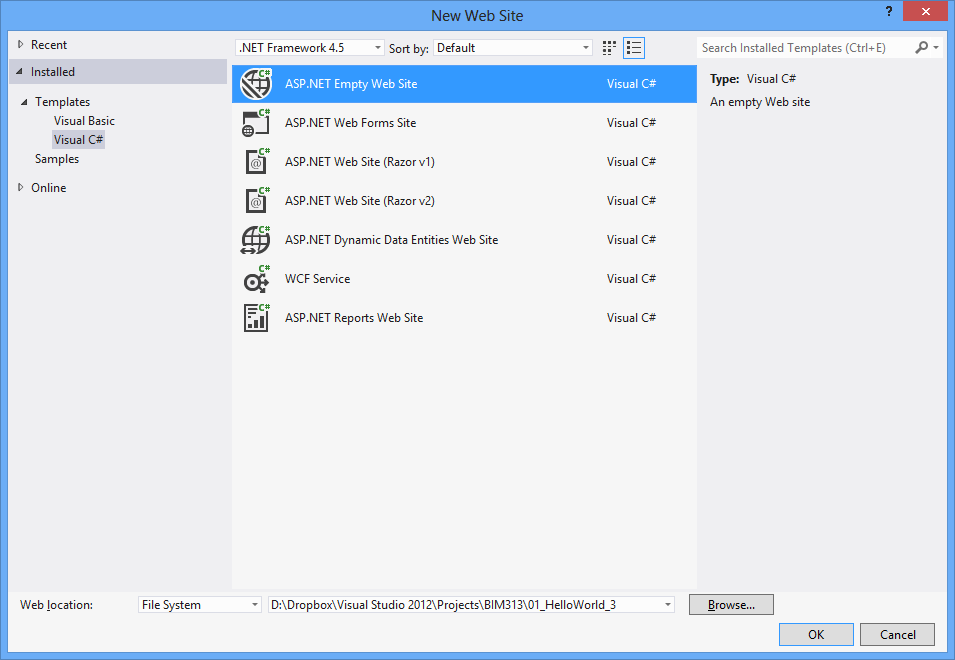 New Web Site
?
Recent
Installed
Templates
Visual Basic
Visual C#
Samples
Online
.NET Framework 4.5 Sort by: Default
C# ASP.NET Empty Web Site Visual C#
C# ASP.NET Web Forms Site Visual C#
C# @ ASP.NET Web Site (Razor v1) Visual C#
C# @ ASP.NET Web Site (Razor v2) Visual C#
C# ASP.NET Dynamic Data Entities Web Site Visual C#
C# WCF Service Visual C#
C# ASP.NET Reports Web Site Visual C#
Search Installed Templates (Ctrl+E)
Type: Visual C#
An empty Web site
Web location: File System D:\Dropbox\Visual Studio 2012\Projects\BIM313\01_HelloWorld_3 Browse...
OK Cancel